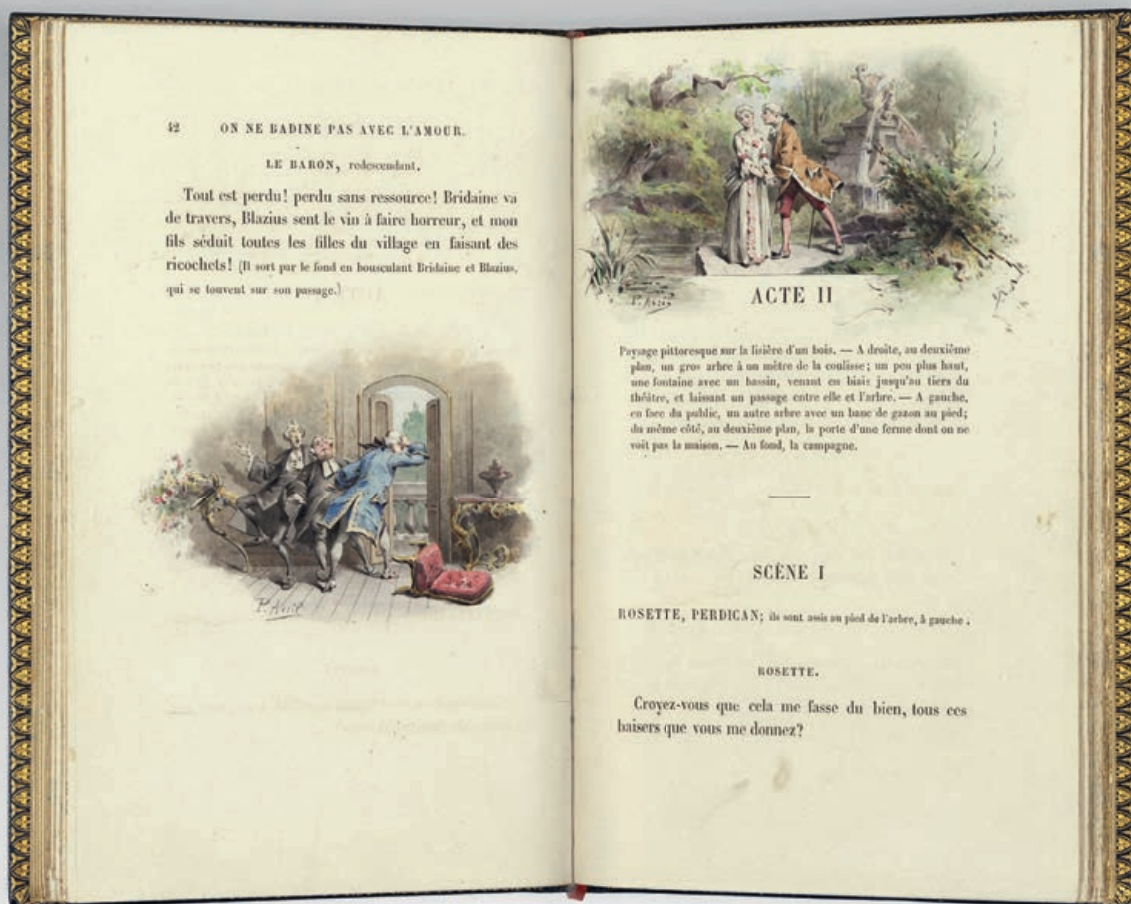 42 ON NE BADINE PAS AVEC L'AMOUR.
LE BARON, redescendant.
Tout est perdu! perdu sans ressource! Bridaine va
de travers, Blazius sent le vin à faire horreur, et mon
fils séduit toutes les filles du village en faisant des
ricochets! (Il sort par le fond en bousculant Bridaine et Blazius,
qui se touvent sur son passage.)
ACTE II
Paysage pittoresque sur la lisière d'un bois. — A droite, au deuxième
plan, un gros arbre à un mètre de la coulisse; un peu plus haut,
une fontaine avec un bassin, venant en biais jusqu'au tiers du
théâtre, et laissant un passage entre elle et l'arbre. — A gauche,
en face du public, un autre arbre avec un banc de gazon au pied;
du même côté, au deuxième plan, la porte d'une ferme dont on ne
voit pas la maison. — Au fond, la campagne.
SCÈNE I
ROSETTE, PERDICAN; ils sont assis au pied de l'arbre, à gauche.
ROSETTE.
Croyez-vous que cela me fasse du bien, tous ces
baisers que vous me donnez?